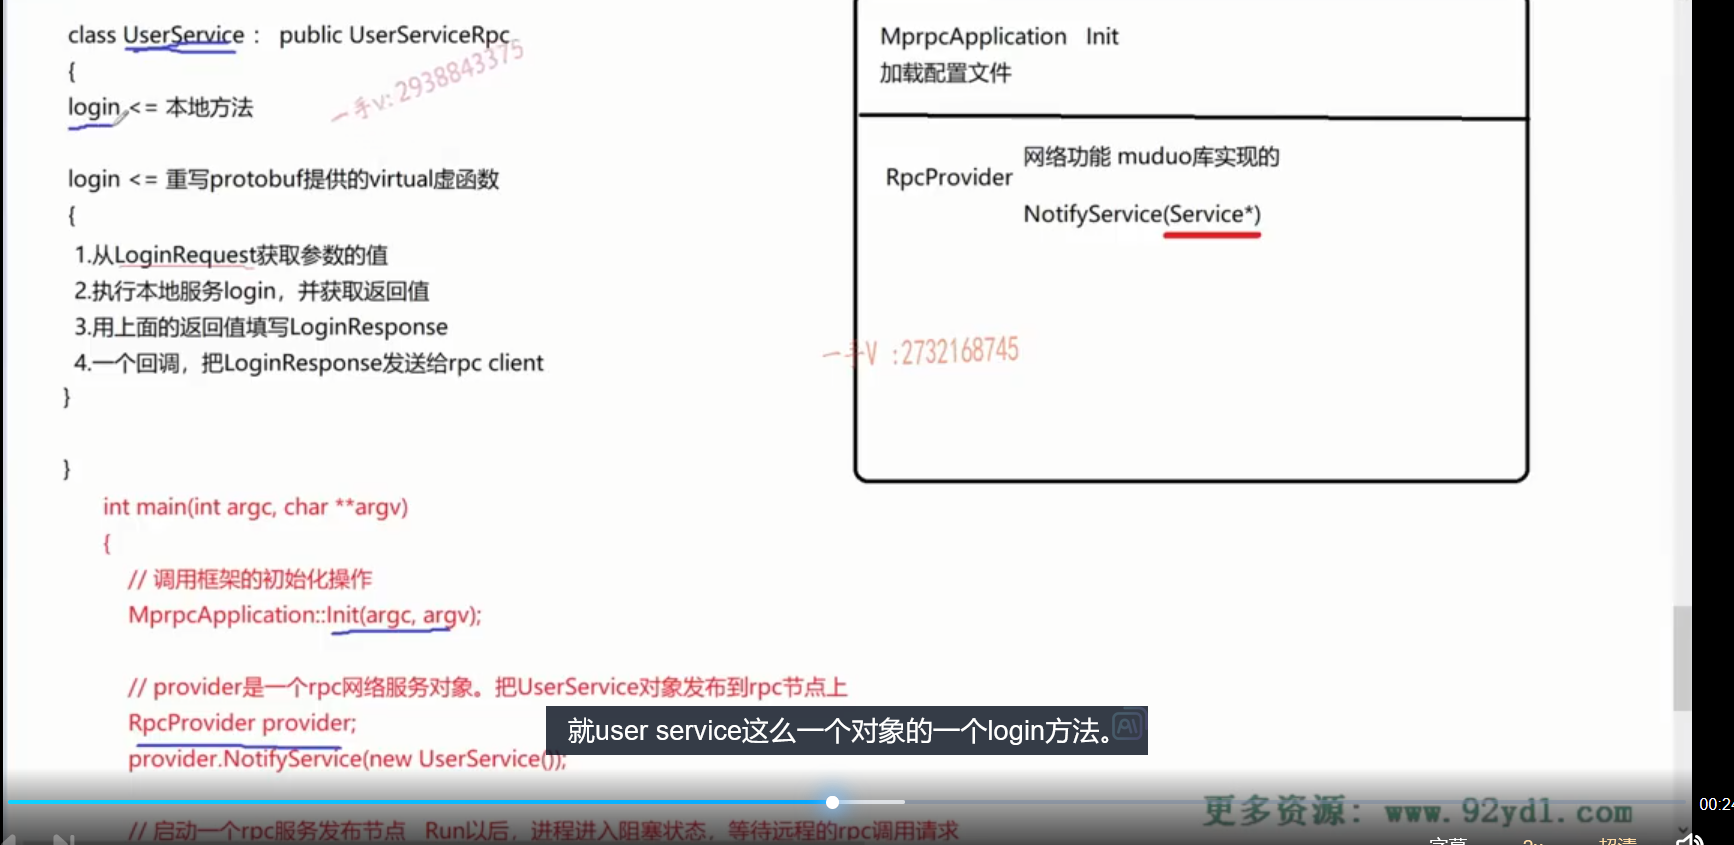 class UserService： public UserServiceRpc
{
login <= 本地方法
一手v: 2938843375
login <= 重写protobuf提供的virtual虚函数
{
1.从LoginRequest获取参数的值
2.执行本地服务login，并获取返回值
3.用上面的返回值填写LoginResponse
4.一个回调，把LoginResponse发送给rpc client
}
}
int main(int argc, char **argv)
{
// 调用框架的初始化操作
MprpcApplication::Init(argc, argv);
// provider是一个rpc网络服务对象。把UserService对象发布到rpc节点上
RpcProvider provider;
provider.NotifyService(new UserService());
// 启动一个rpc服务发布节点 Run以后，进程进入阻塞状态，等待远程的rpc调用请求
MprpcApplication Init
加载配置文件
网络功能 muduo库实现的
RpcProvider
NotifyService(Service*)
一手V :2732168745
就user service这么一个对象的一个login方法。
AI
更多资源：www.92yd1.com
00:24
字幕 超清